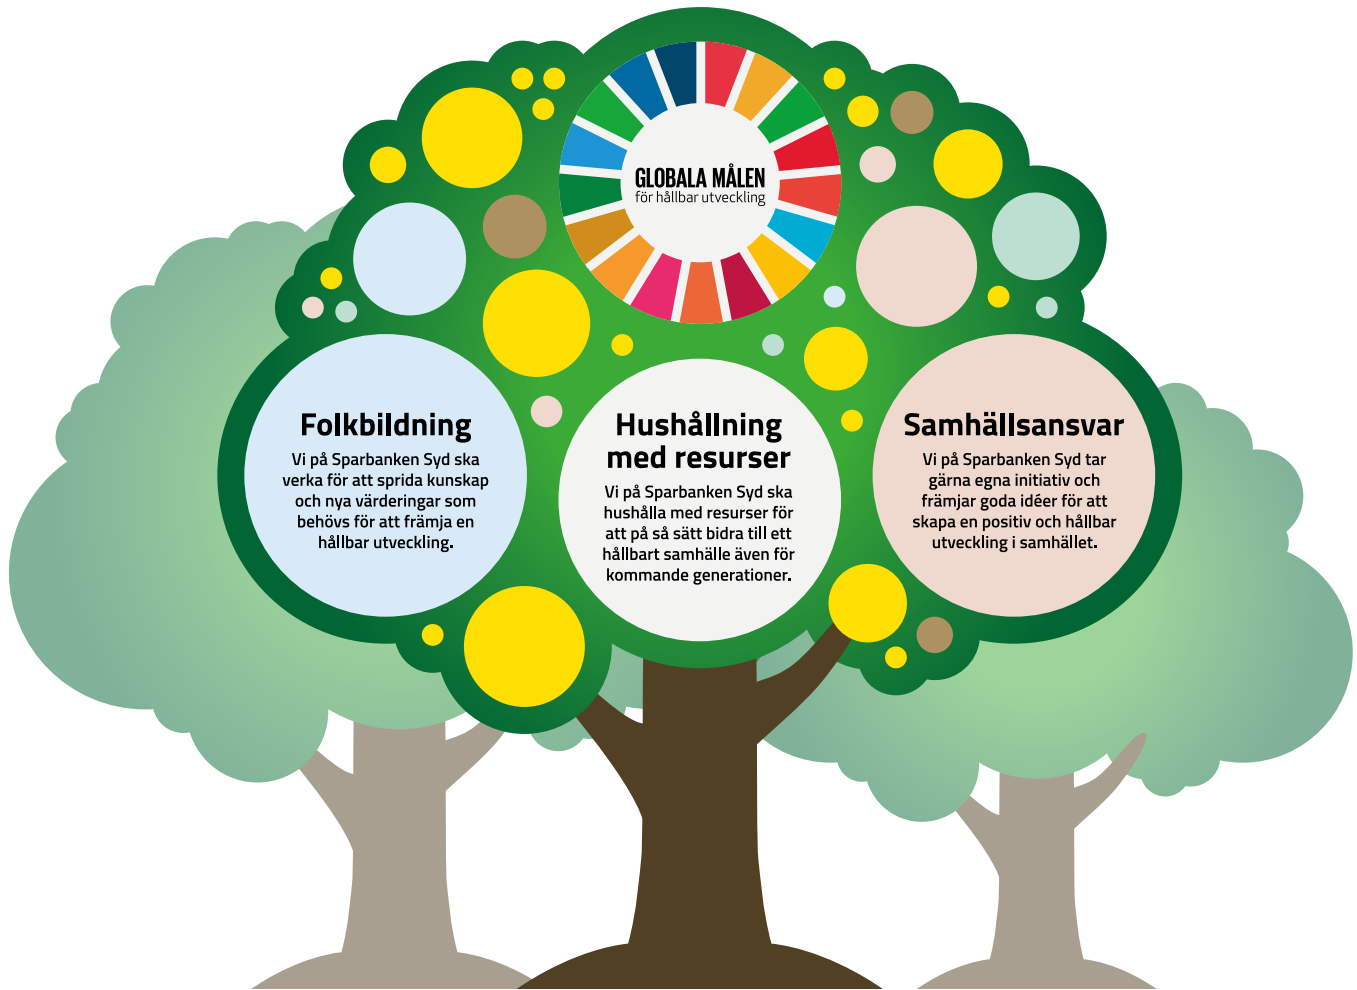 GLOBALA MÅLEN
för hållbar utveckling
Folkbildning
Vi på Sparbanken Syd ska
verka för att sprida kunskap
och nya värderingar som
behövs för att främja en
hållbar utveckling.
Hushållning
med resurser
Vi på Sparbanken Syd ska
hushålla med resurser för
att på så sätt bidra till ett
hållbart samhälle även för
kommande generationer.
Samhällsansvar
Vi på Sparbanken Syd tar
gärna egna initiativ och
främjar goda idéer för att
skapa en positiv och hållbar
utveckling i samhället.